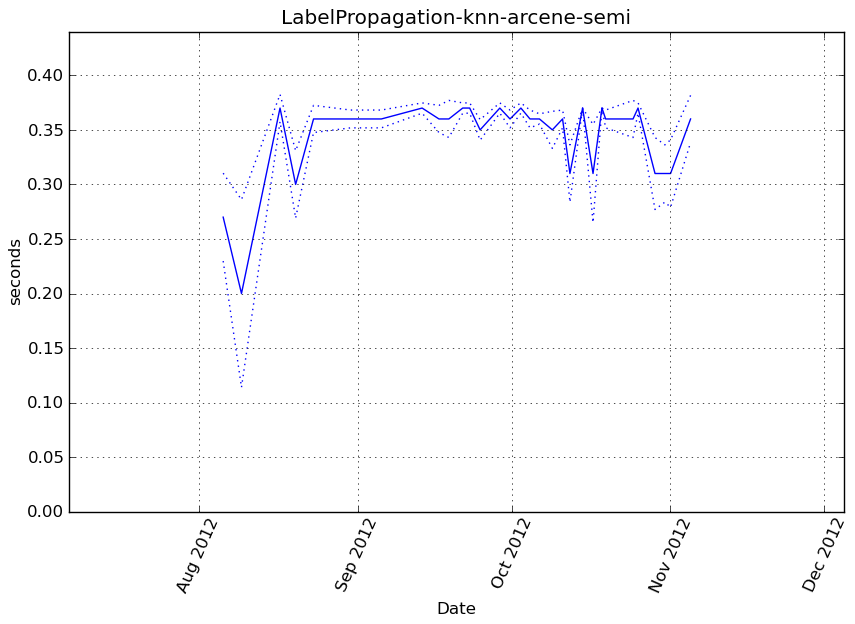 LabelPropagation-knn-arcene-semi
0.40
0.35
0.30
0.25
0.20
0.15
0.10
0.05
0.00
seconds
Aug 2012
Sep 2012
Oct 2012
Nov 2012
Dec 2012
Date